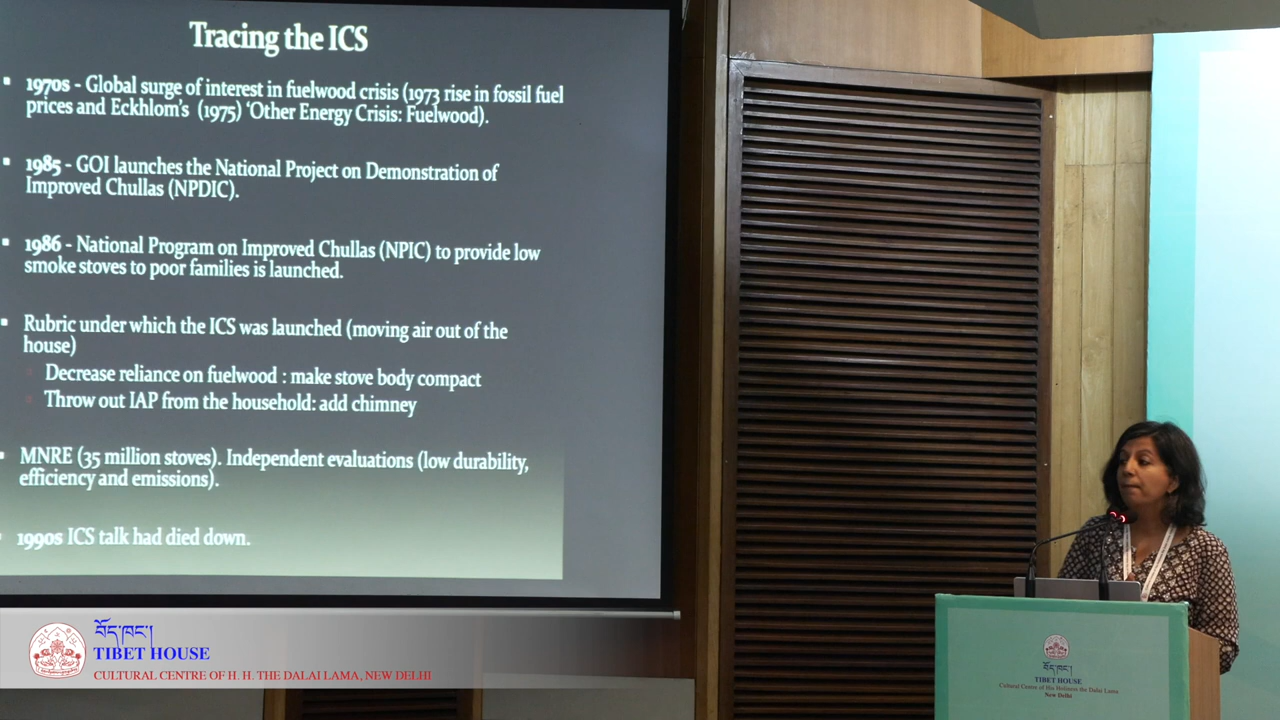 Tracing the ICS
▪ 1970s - Global surge of interest in fuelwood crisis (1973 rise in fossil fuel
prices and Eckhlom's (1975) 'Other Energy Crisis: Fuelwood).
▪ 1985 - GOI launches the National Project on Demonstration of
Improved Chullas (NPDIC).
▪ 1986 - National Program on Improved Chullas (NPIC) to provide low
smoke stoves to poor families is launched.
▪ Rubric under which the ICS was launched (moving air out of the
house)
Decrease reliance on fuelwood : make stove body compact
Throw out IAP from the household: add chimney
▪ MNRE (35 million stoves). Independent evaluations (low durability,
efficiency and emissions).
1990s ICS talk had died down.
བོད་ཁང་།
TIBET HOUSE
CULTURAL CENTRE OF H. H. THE DALAI LAMA, NEW DELHI
བོད་ཁང་།
TIBET HOUSE
Cultural Centre of His Holiness the Dalai Lama
New Delhi